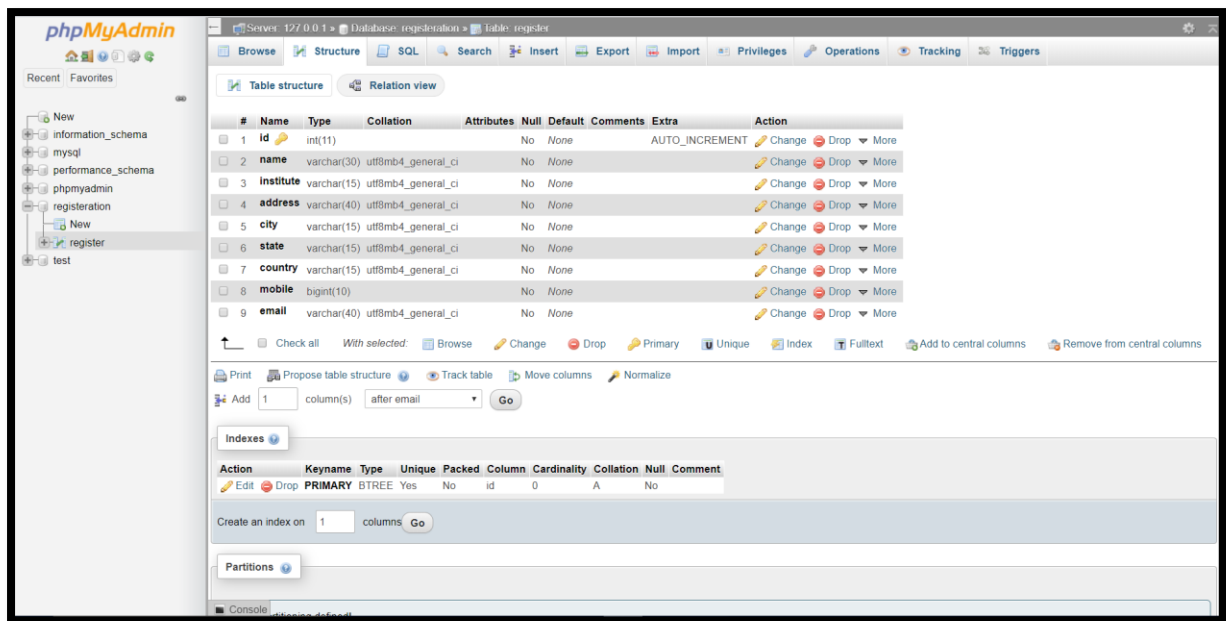 phpMyAdmin
Recent Favorites
New
information_schema
mysql
performance_schema
phpmyadmin
registeration
New
register
test
Server: 127.0.0.1 » Database: registeration » Table: register
Browse Structure SQL Search Insert Export Import Privileges Operations Tracking Triggers
Table structure Relation view
# Name Type Collation Attributes Null Default Comments Extra Action
1 id int(11) No None AUTO_INCREMENT Change Drop More
2 name varchar(30) utf8mb4_general_ci No None Change Drop More
3 institute varchar(15) utf8mb4_general_ci No None Change Drop More
4 address varchar(40) utf8mb4_general_ci No None Change Drop More
5 city varchar(15) utf8mb4_general_ci No None Change Drop More
6 state varchar(15) utf8mb4_general_ci No None Change Drop More
7 country varchar(15) utf8mb4_general_ci No None Change Drop More
8 mobile bigint(10) No None Change Drop More
9 email varchar(40) utf8mb4_general_ci No None Change Drop More
Check all With selected: Browse Change Drop Primary Unique Index Fulltext Add to central columns Remove from central columns
Print Propose table structure Track table Move columns Normalize
Add 1 column(s) after email Go
Indexes
Action Keyname Type Unique Packed Column Cardinality Collation Null Comment
Edit Drop PRIMARY BTREE Yes No id 0 A No
Create an index on 1 columns Go
Partitions
Console